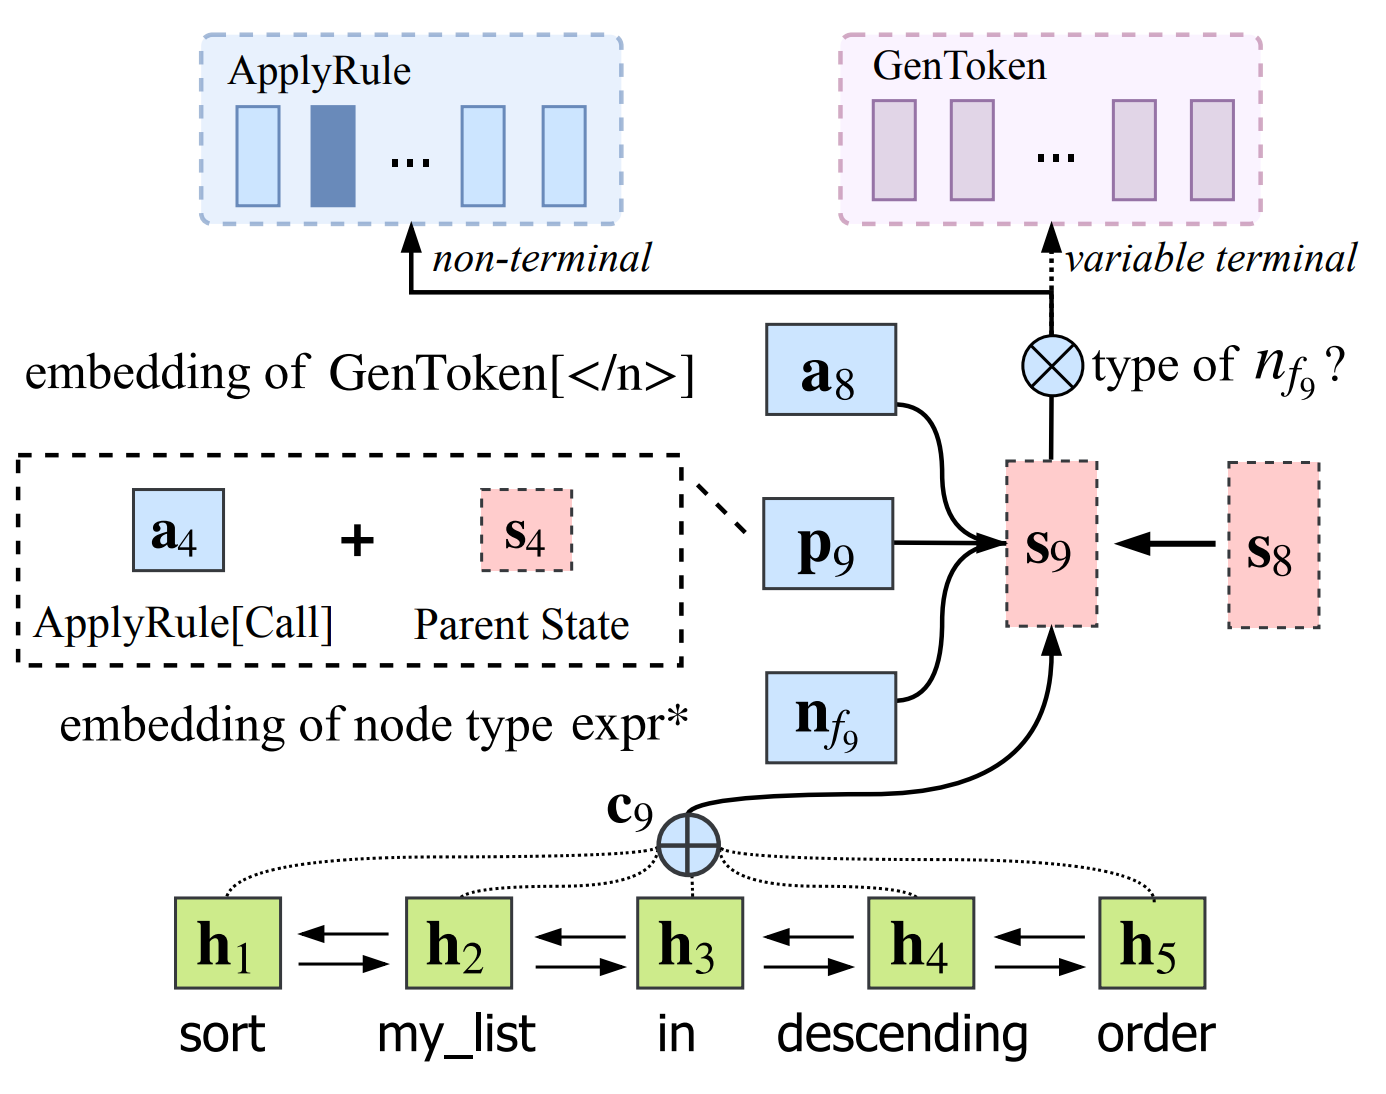 ApplyRule
GenToken
...
...
non-terminal
variable terminal
embedding of GenToken[</n>]
a8
type of nf9?
a4
+
s4
p9
s9
s8
ApplyRule[Call]
Parent State
embedding of node type expr*
nf9
c9
h1
h2
h3
h4
h5
sort
my_list
in
descending
order